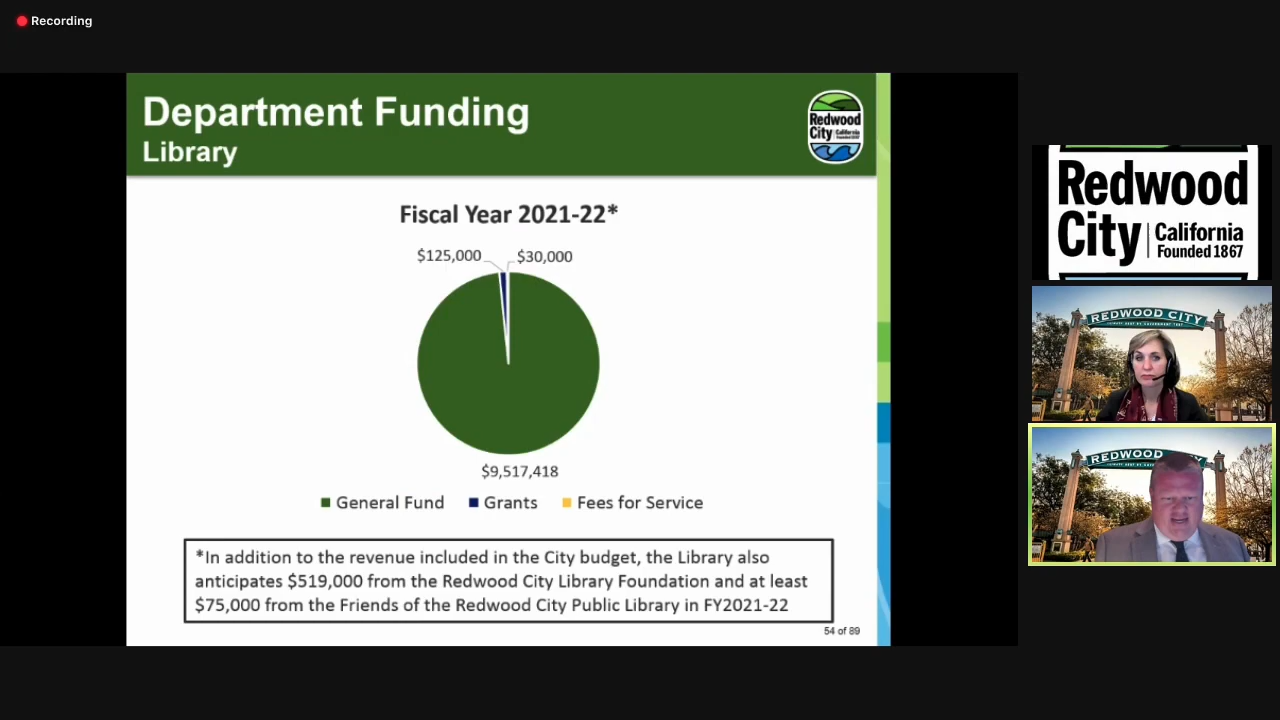 Recording
Department Funding
Library
Redwood
City
California
Founded 1867
Fiscal Year 2021-22*
$125,000
$30,000
$9,517,418
General Fund
Grants
Fees for Service
*In addition to the revenue included in the City budget, the Library also
anticipates $519,000 from the Redwood City Library Foundation and at least
$75,000 from the Friends of the Redwood City Public Library in FY2021-22
54 of 89
Redwood
City
California
Founded 1867
REDWOOD CITY
REDWOOD CITY